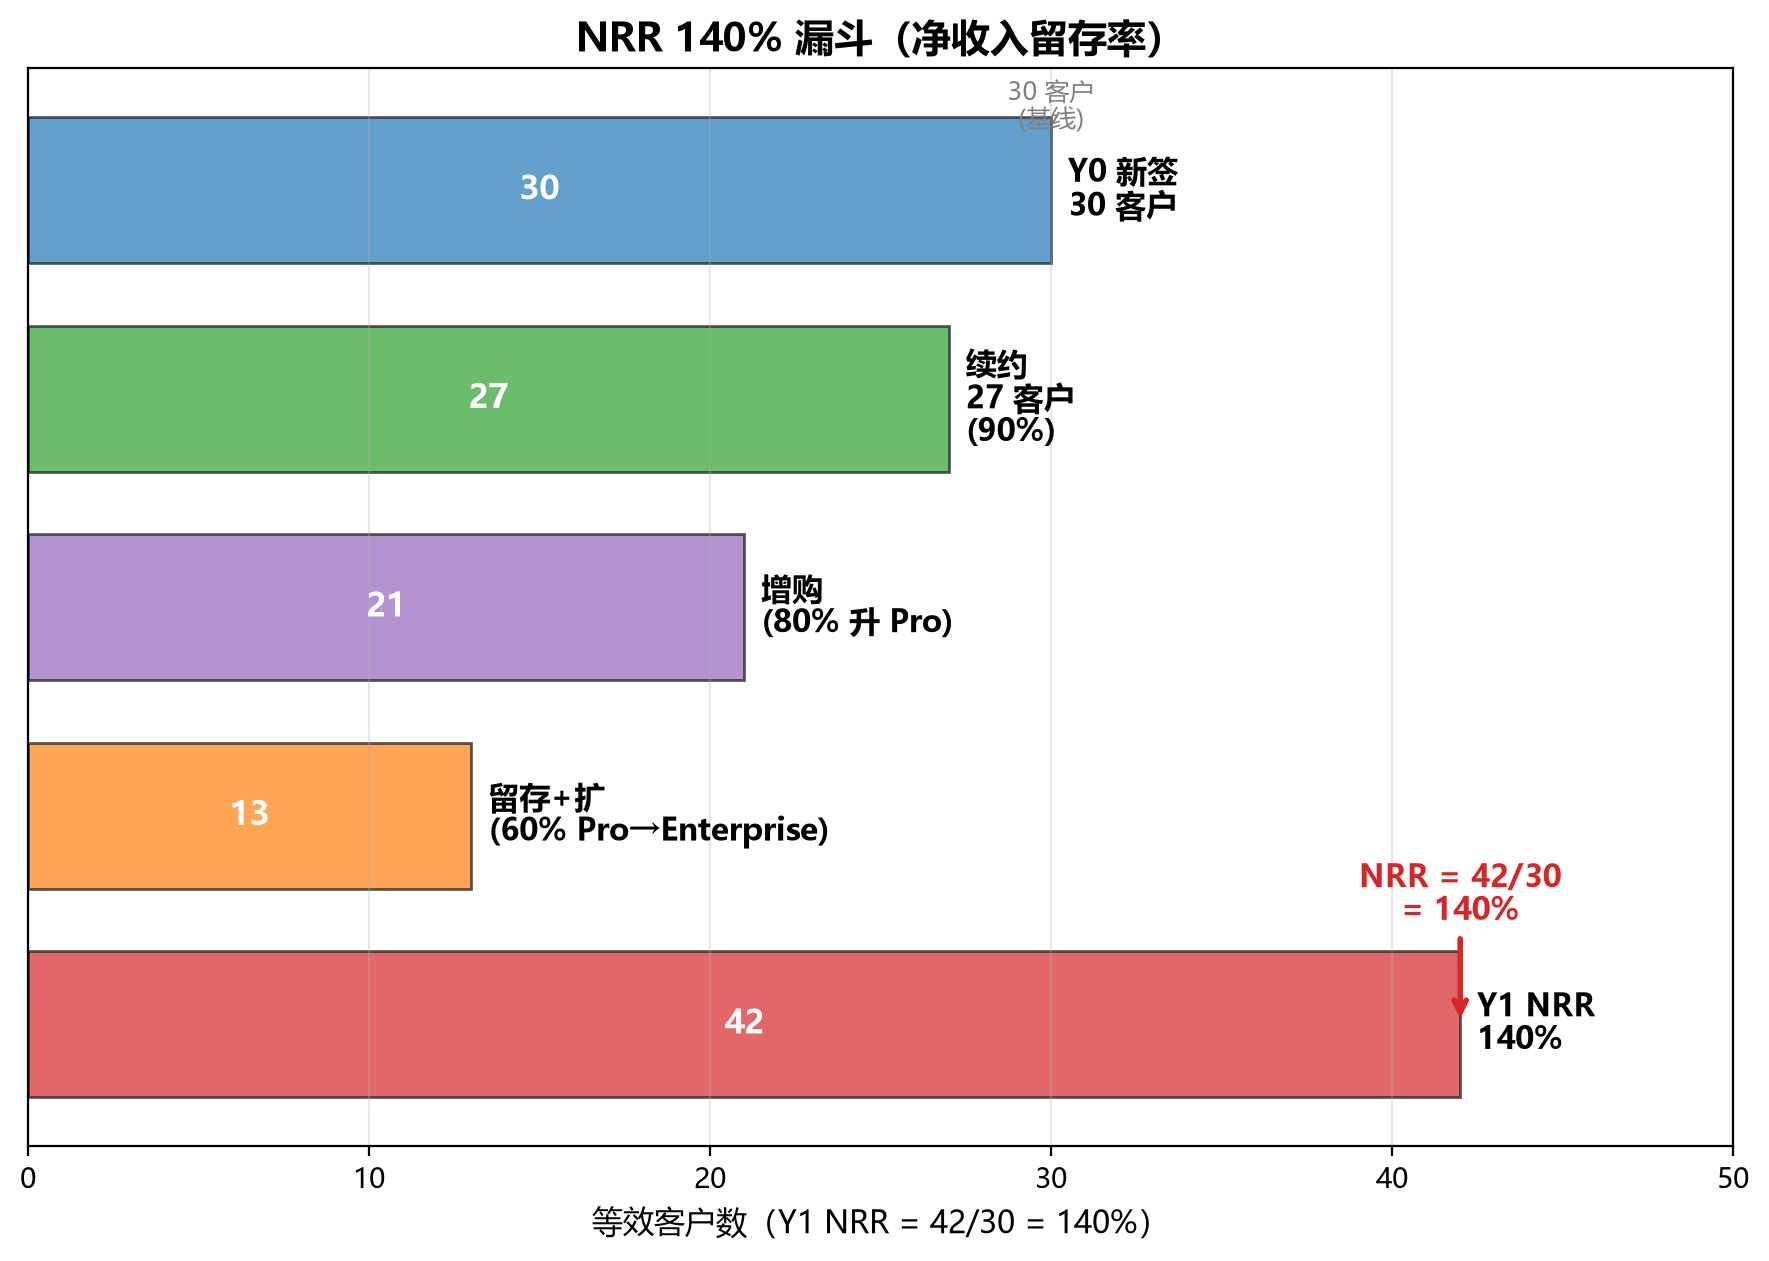 NRR 140% 漏斗（净收入留存率）
30 客户
(基线)
30
Y0 新签
30 客户
27
续约
27 客户
(90%)
21
增购
(80% 升 Pro)
13
留存+扩
(60% Pro→Enterprise)
NRR = 42/30
= 140%
42
Y1 NRR
140%
0 10 20 30 40 50
等效客户数（Y1 NRR = 42/30 = 140%）